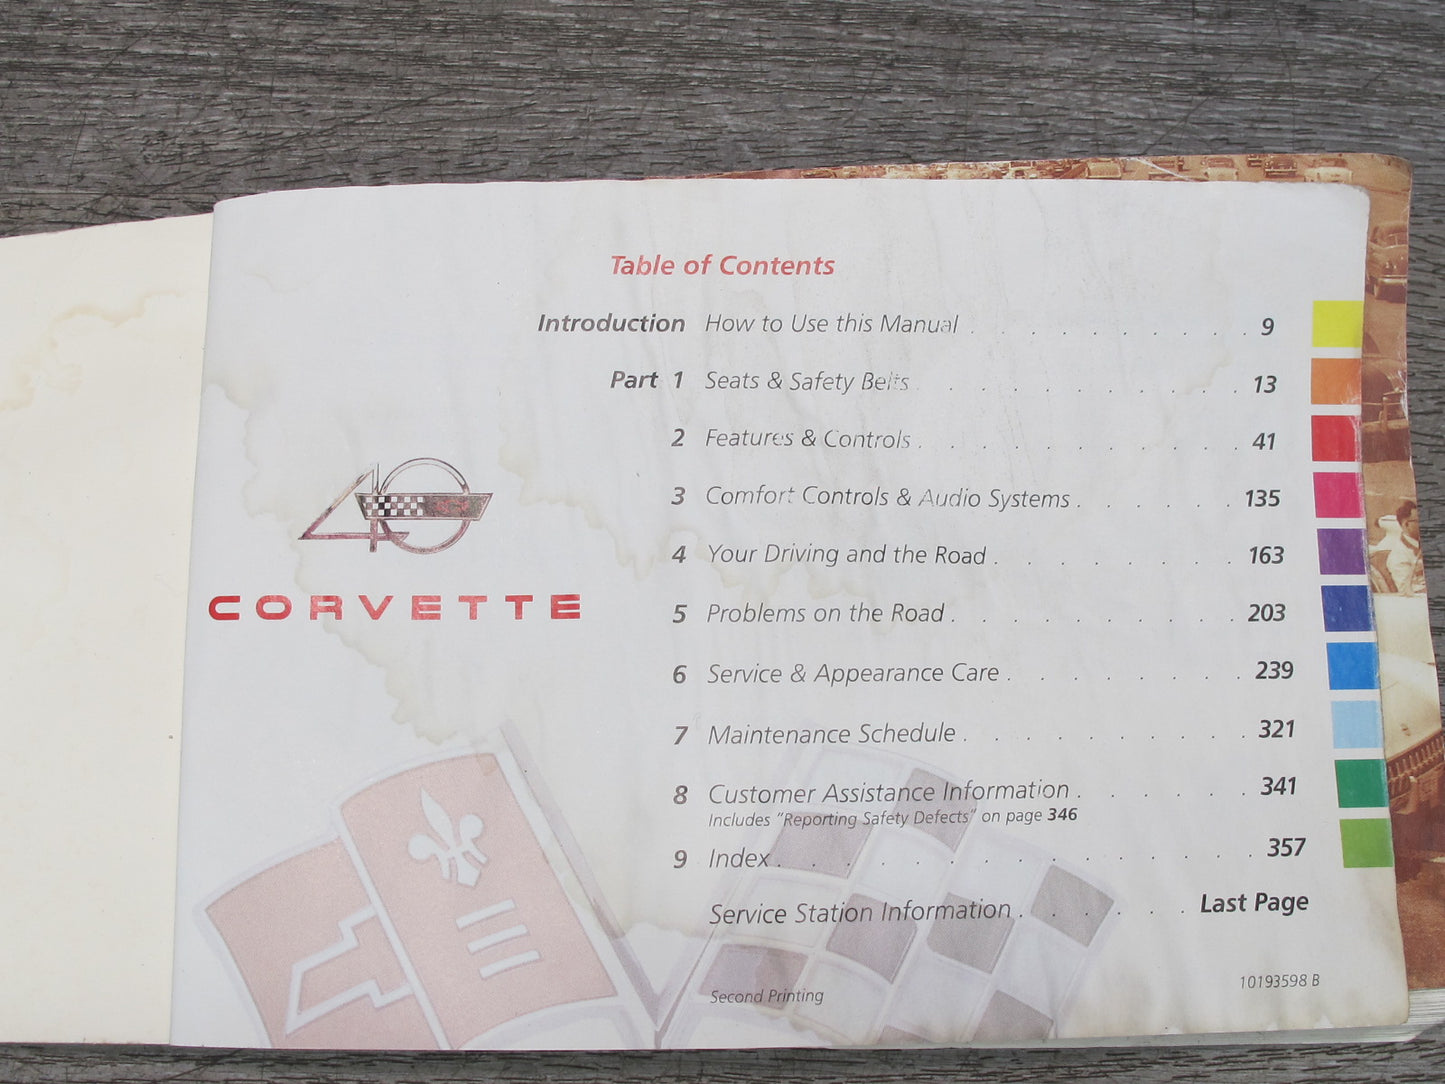 Table of Contents
Introduction How to Use this Manual . . . . . . . . . . 9
Part 1 Seats & Safety Belts . . . . . . . . . . . 13
2 Features & Controls . . . . . . . . . . . 41
3 Comfort Controls & Audio Systems . . . . . . 135
4 Your Driving and the Road . . . . . . . . 163
5 Problems on the Road . . . . . . . . . . 203
6 Service & Appearance Care . . . . . . . . 239
7 Maintenance Schedule . . . . . . . . . . 321
8 Customer Assistance Information . . . . . . 341
Includes "Reporting Safety Defects" on page 346
9 Index . . . . . . . . . . . . . . 357
Service Station Information . . . . . . Last Page
40
CORVETTE
Second Printing
10193598 B